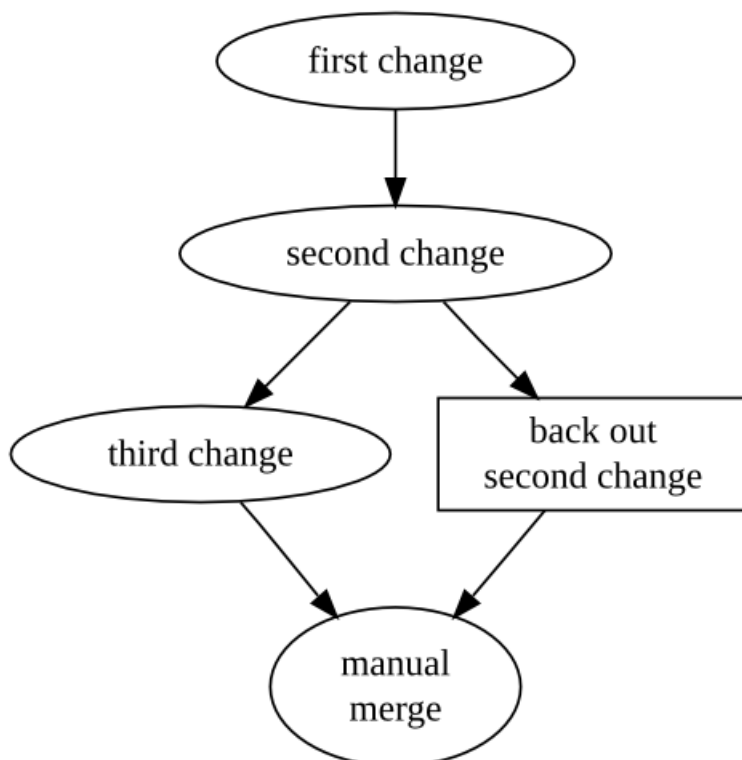 first change
second change
third change
back out
second change
manual
merge